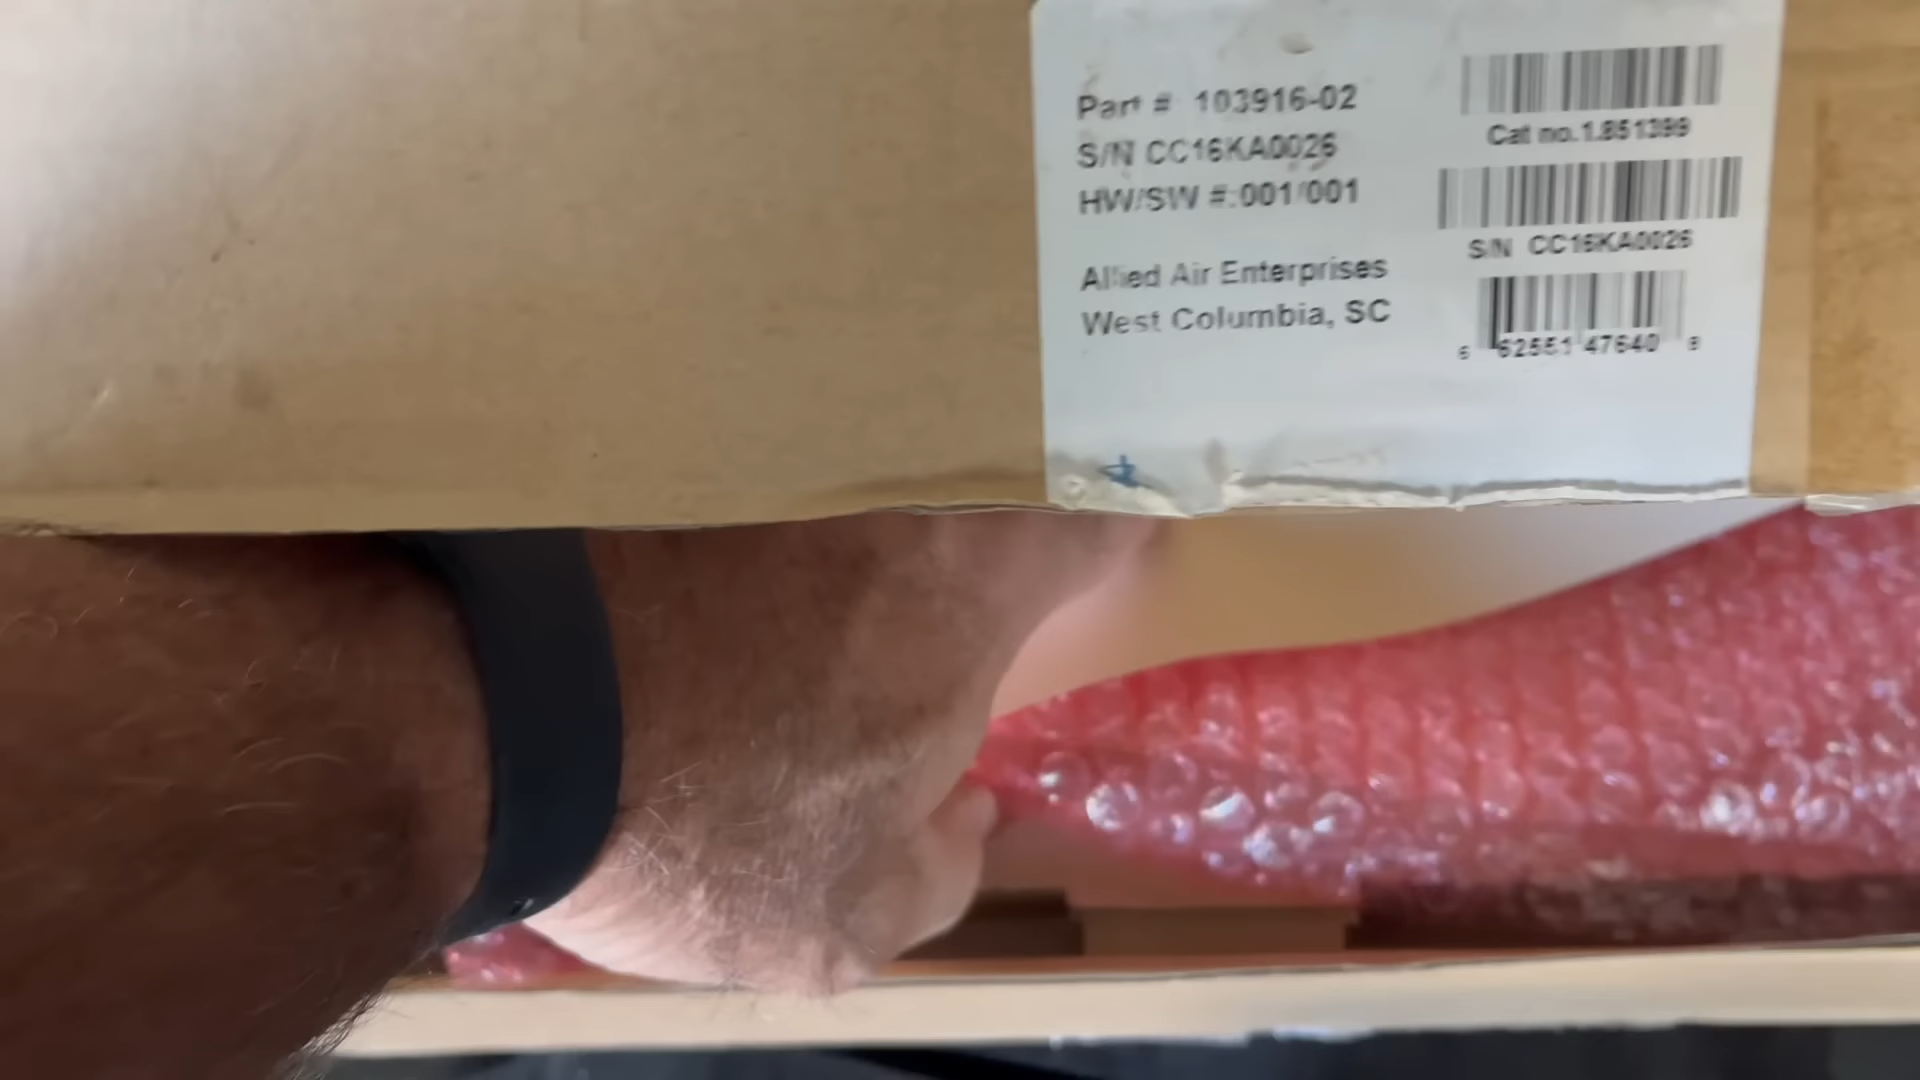 Part # 103916-02
S/N CC16KA0026
HW/SW #:001/001
Allied Air Enterprises
West Columbia, SC
Cat no.1.851399
S/N CC16KA0026
6 62551 47640 8